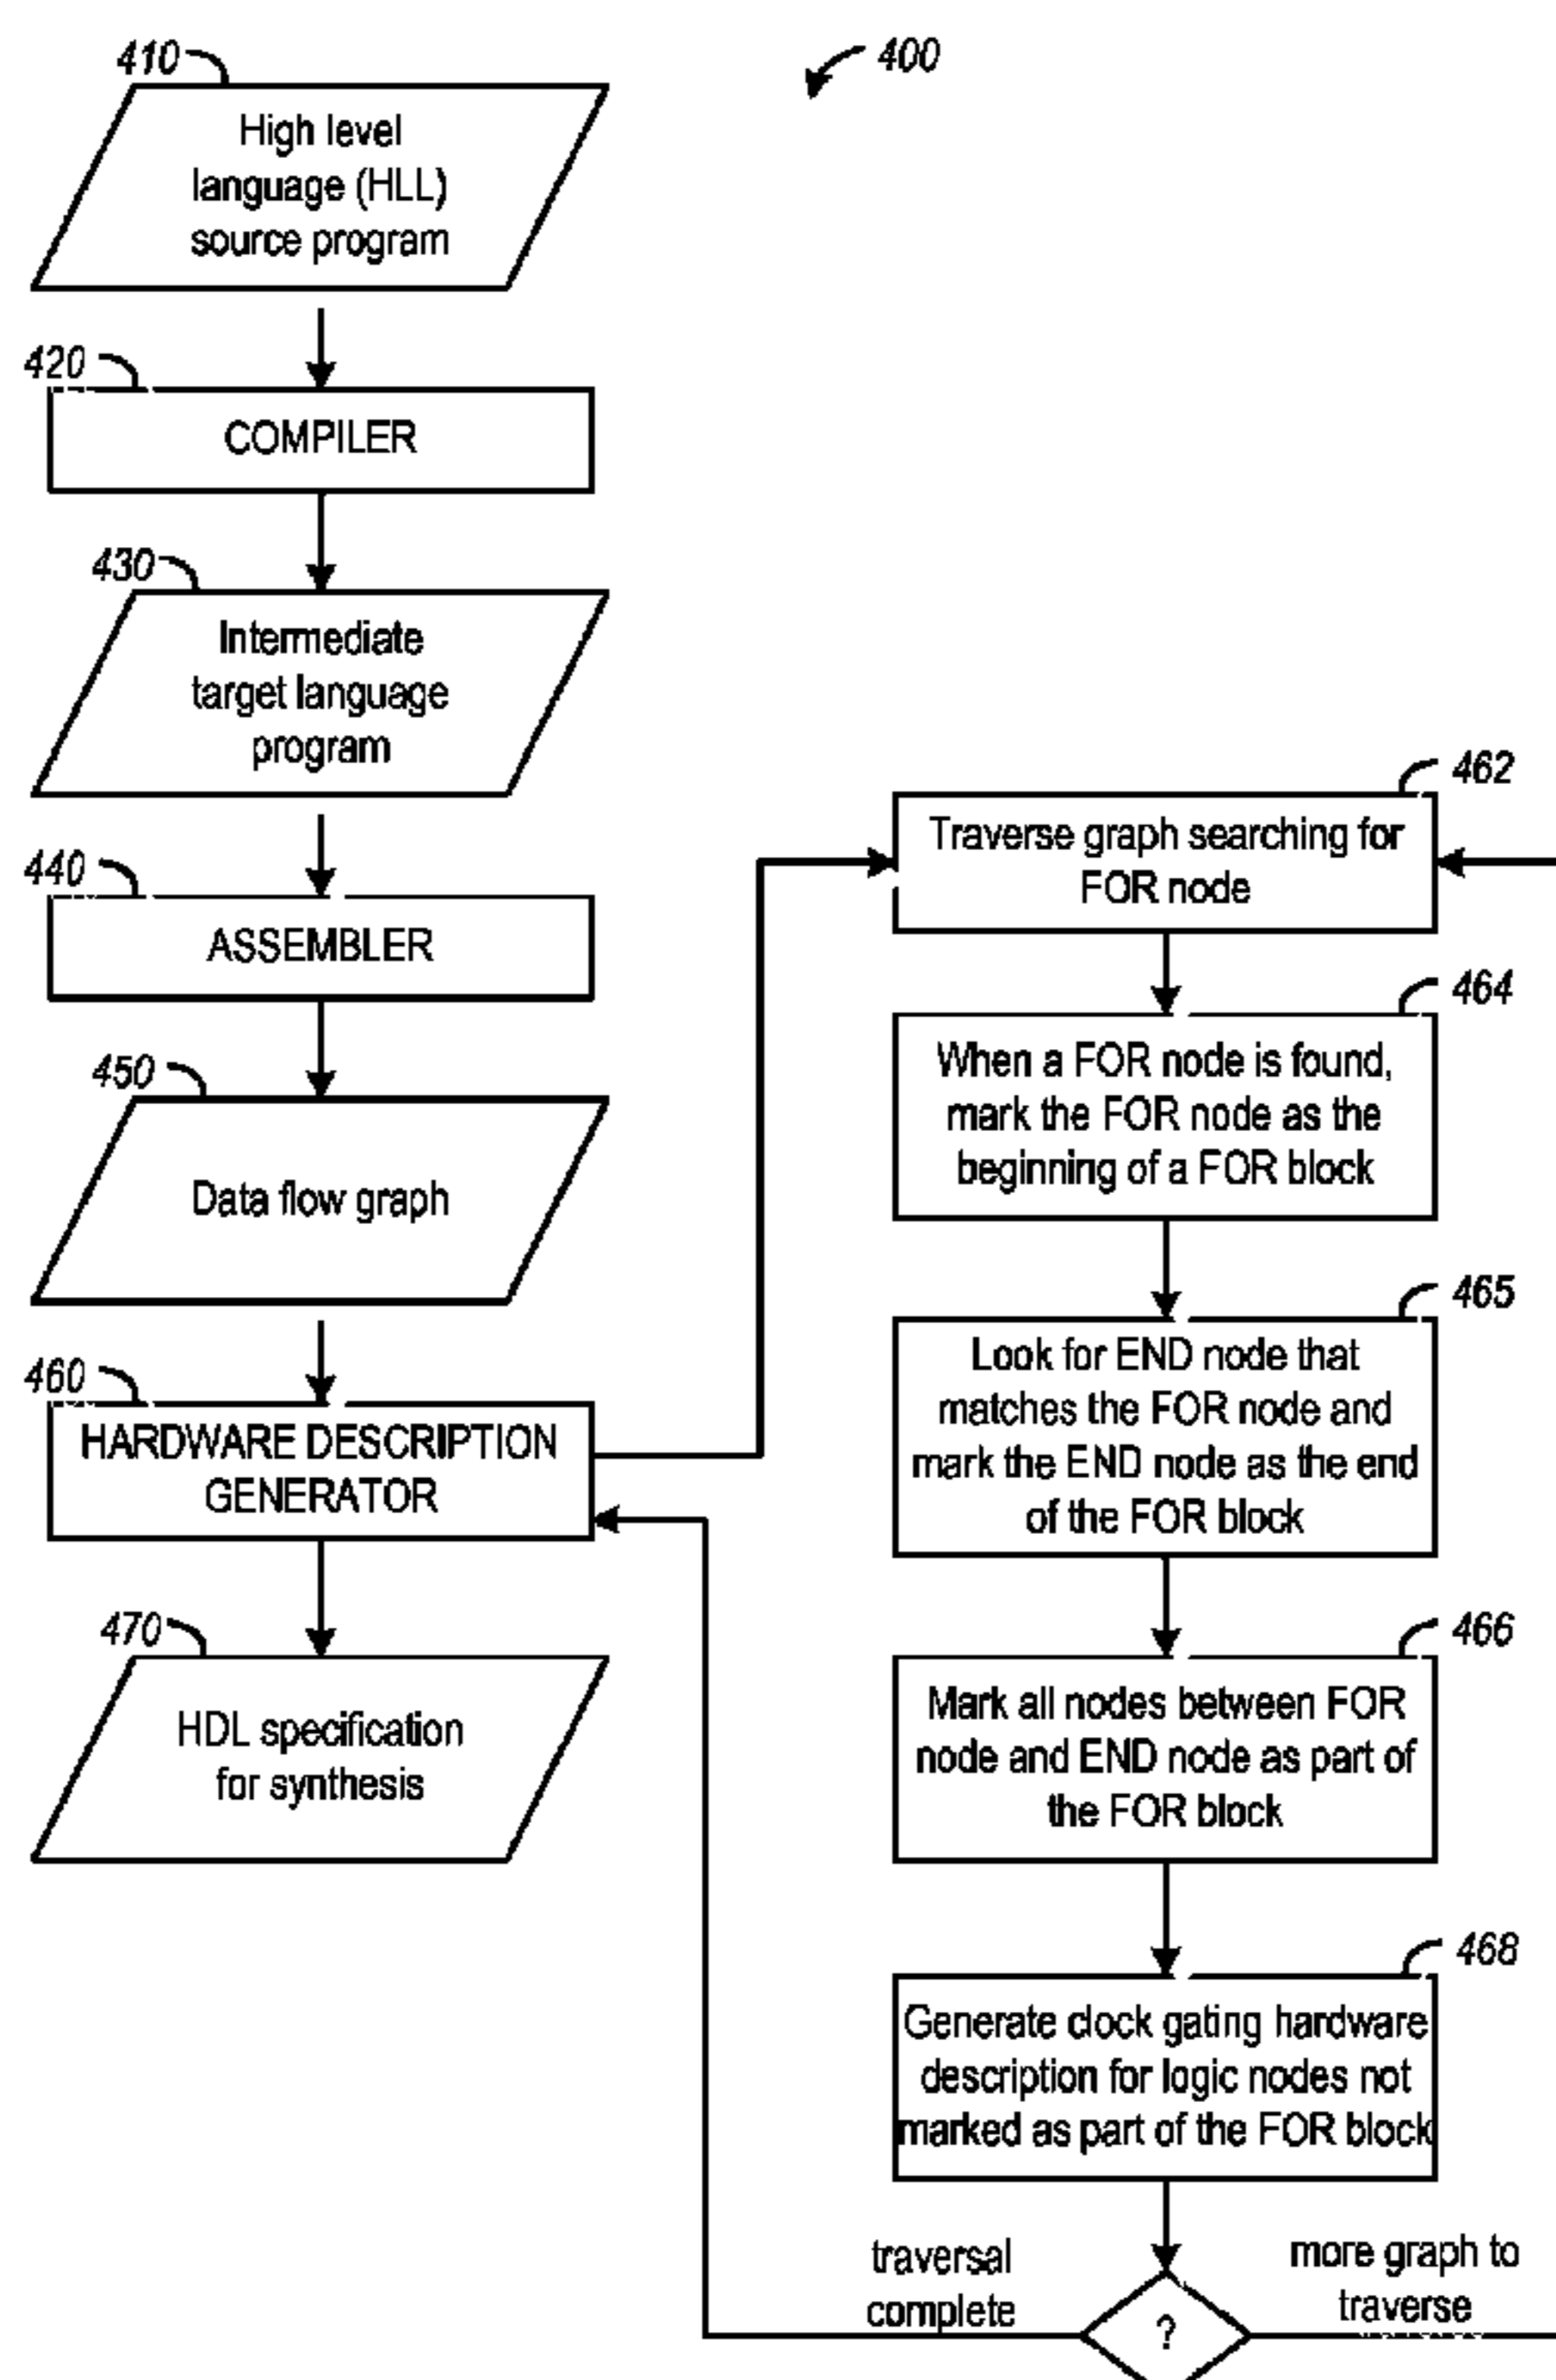 410
400
High level
language (HLL)
source program
420
COMPILER
430
Intermediate
target language
program
440
ASSEMBLER
450
Data flow graph
460
HARDWARE DESCRIPTION
GENERATOR
470
HDL specification
for synthesis
462
Traverse graph searching for
FOR node
464
When a FOR node is found,
mark the FOR node as the
beginning of a FOR block
465
Look for END node that
matches the FOR node and
mark the END node as the end
of the FOR block
466
Mark all nodes between FOR
node and END node as part of
the FOR block
468
Generate clock gating hardware
description for logic nodes not
marked as part of the FOR block
traversal
complete
?
more graph to
traverse